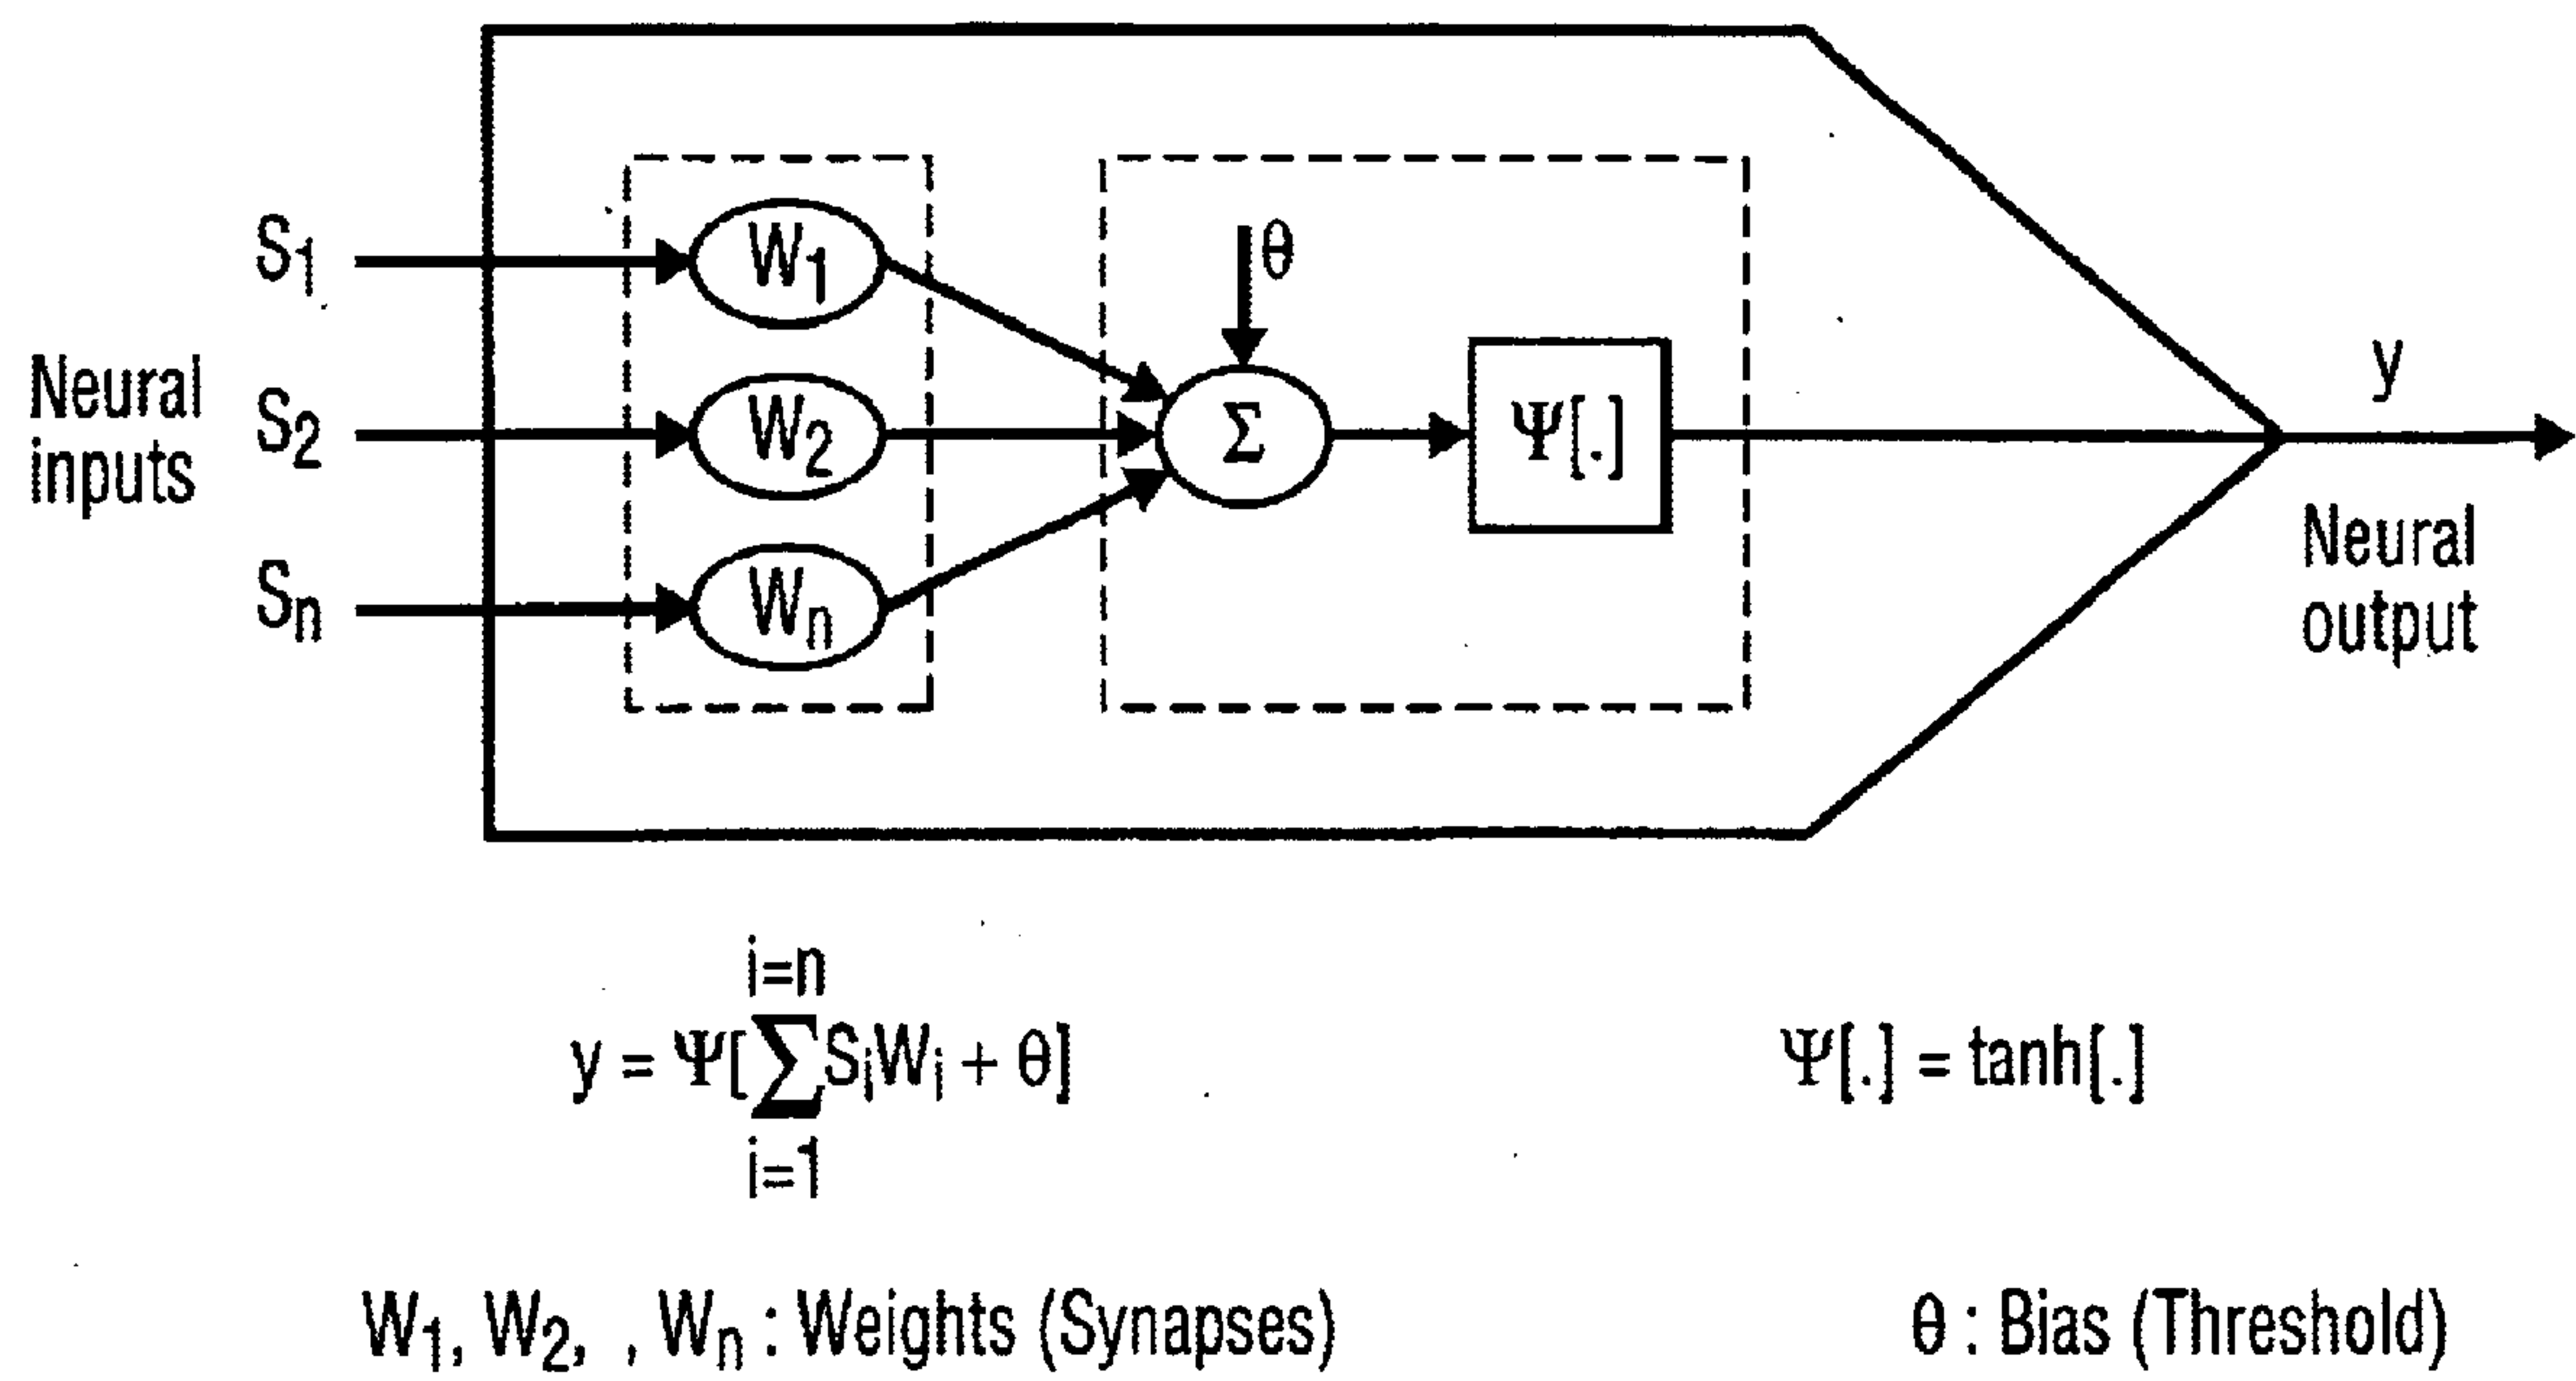 S1
W1
θ
Neural
inputs
S2
W2
Σ
Ψ[.]
y
Sn
Wn
Neural
output
i=n
y = Ψ[∑SiWi + θ]
i=1
Ψ[.] = tanh[.]
W1, W2, , Wn : Weights (Synapses)
θ : Bias (Threshold)